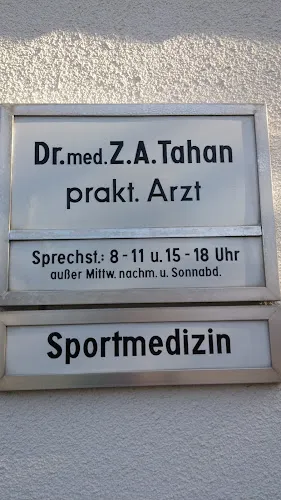 Dr.med.Z.A.Tahan
prakt. Arzt
Sprechst.: 8-11 u. 15-18 Uhr
außer Mittw. nachm. u. Sonnabd.
Sportmedizin